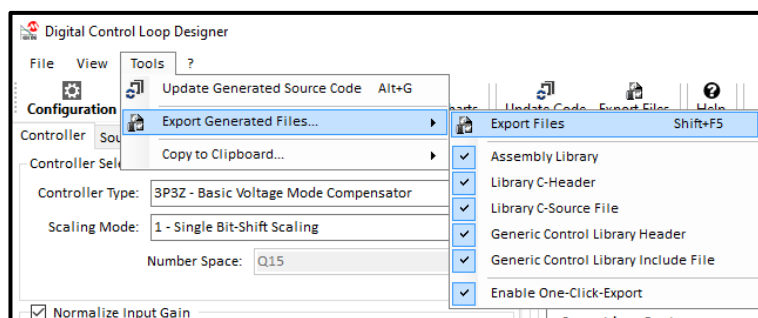 Digital Control Loop Designer
File View Tools ?
Update Generated Source Code Alt+G
Configuration
Update Code Export Files Help
Export Generated Files...
Export Files Shift+F5
Controller
Copy to Clipboard...
Assembly Library
Controller Type: 3P3Z - Basic Voltage Mode Compensator
Library C-Header
Library C-Source File
Scaling Mode: 1 - Single Bit-Shift Scaling
Generic Control Library Header
Number Space: Q15
Generic Control Library Include File
Enable One-Click-Export
Normalize Input Gain